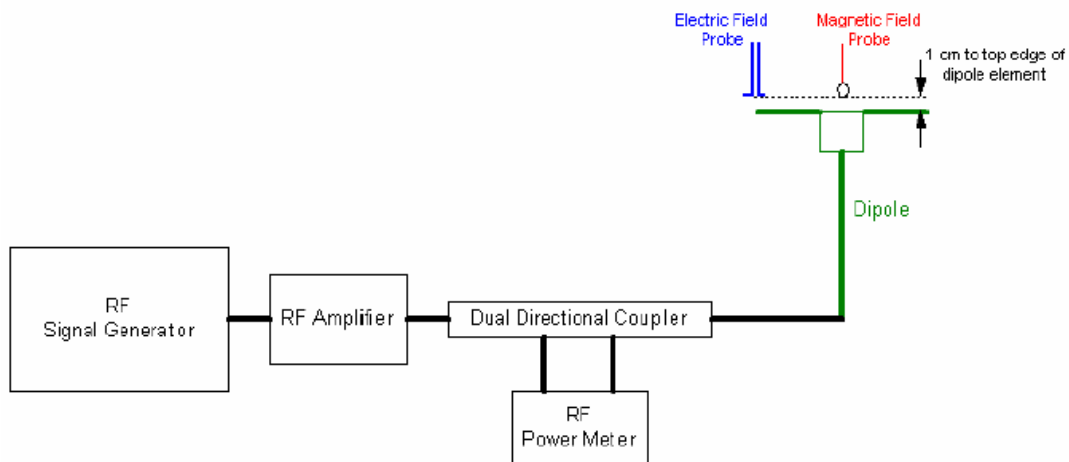 Electric Field
Probe
Magnetic Field
Probe
1 cm to top edge of
dipole element
Dipole
RF
Signal Generator
RF Amplifier
Dual Directional Coupler
RF
Power Meter